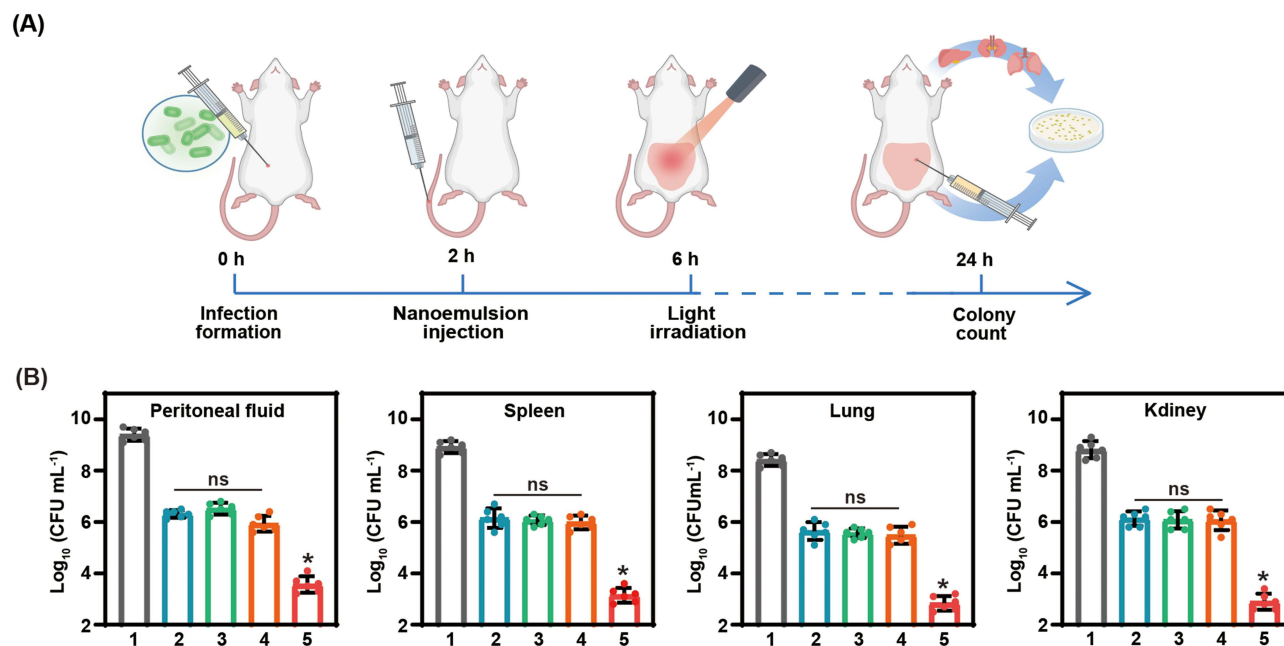 (A)
0 h
2 h
6 h
24 h
Infection
formation
Nanoemulsion
injection
Light
irradiation
Colony
count
(B)
Peritoneal fluid
Log₁₀ (CFU mL⁻¹)
10
8
6
4
2
ns
*
1 2 3 4 5
Spleen
Log₁₀ (CFU mL⁻¹)
10
8
6
4
2
ns
*
1 2 3 4 5
Lung
Log₁₀ (CFUmL⁻¹)
10
8
6
4
2
ns
*
1 2 3 4 5
Kdiney
Log₁₀ (CFU mL⁻¹)
10
8
6
4
2
ns
*
1 2 3 4 5